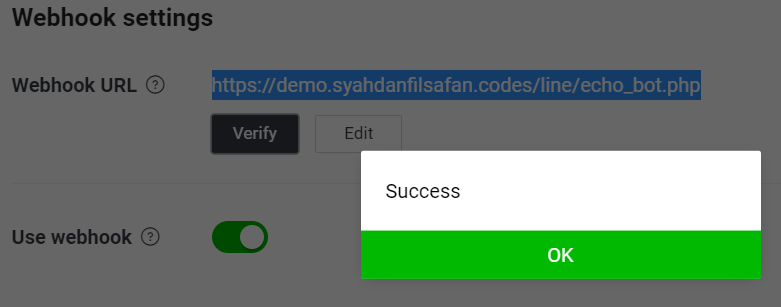 Webhook settings
Webhook URL ? https://demo.syahdanfilsafan.codes/line/echo_bot.php
Verify Edit
Success
Use webhook ?
OK